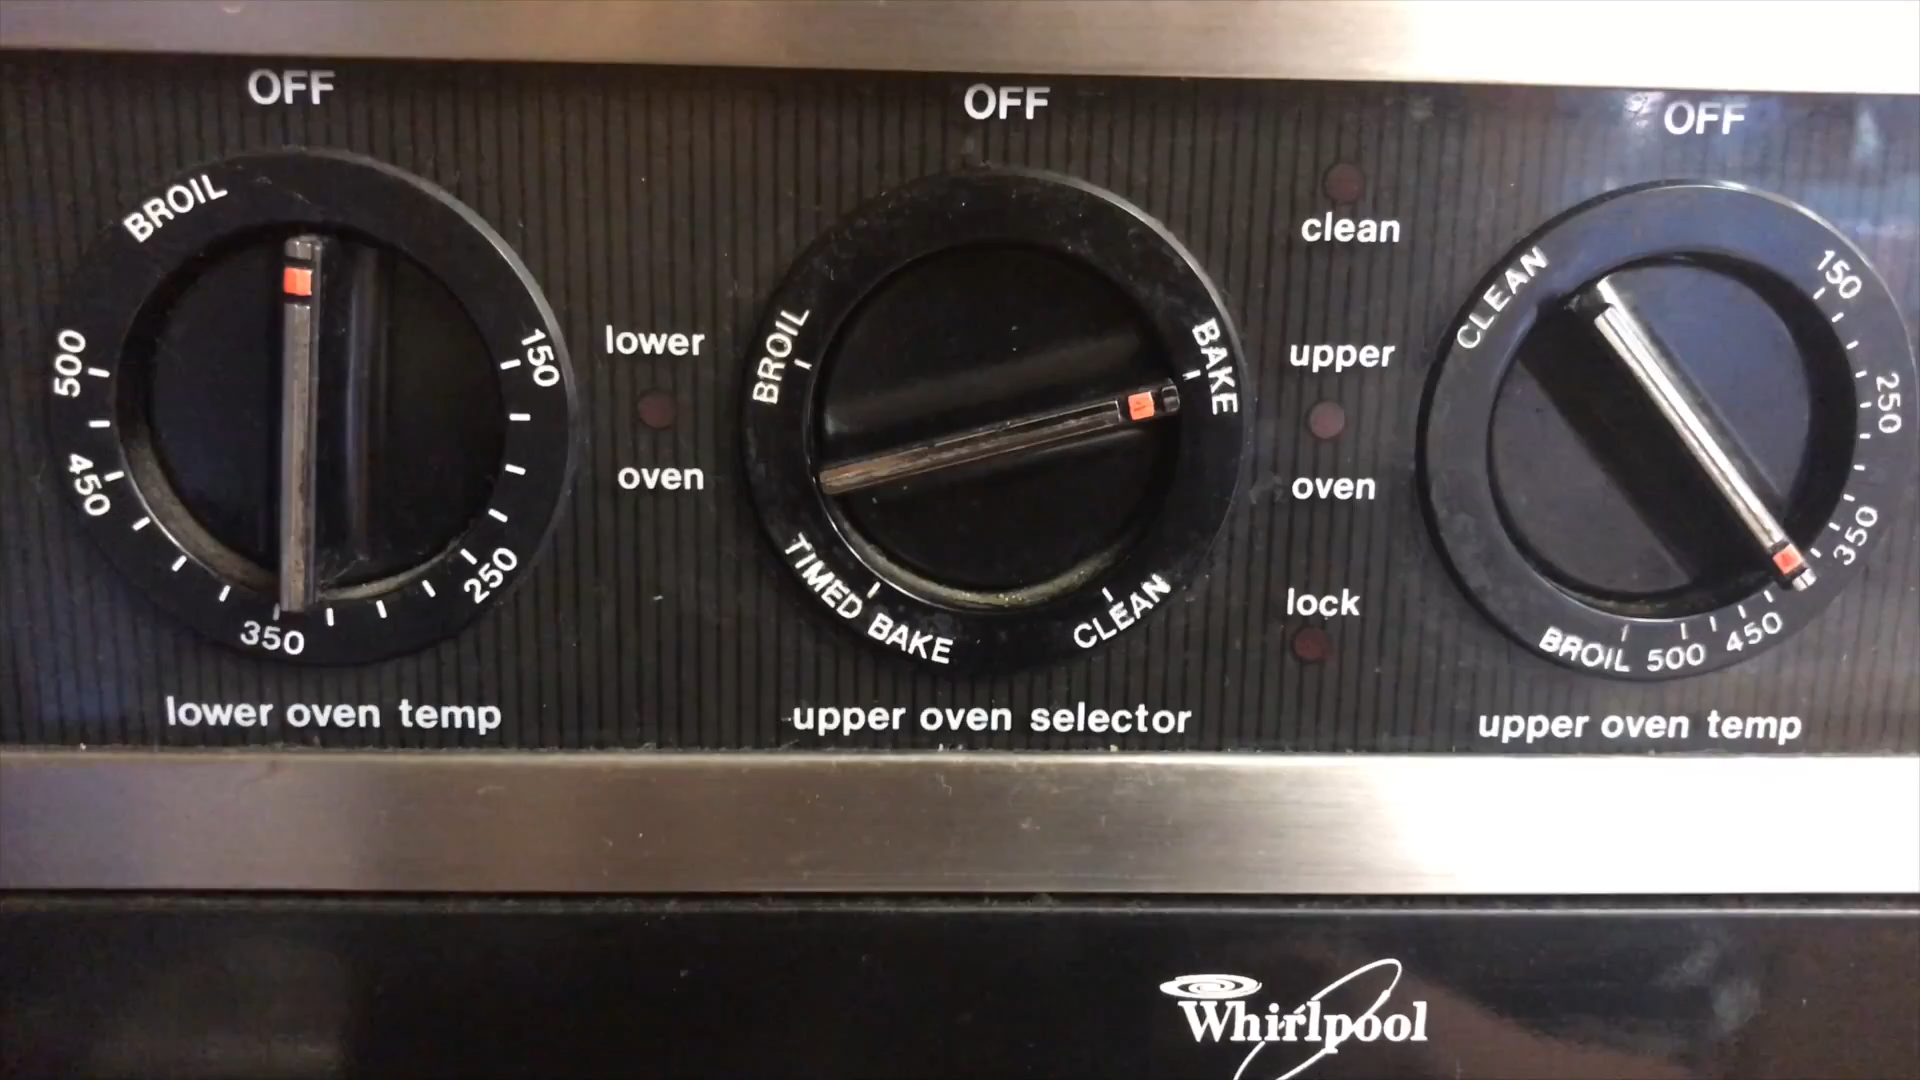 OFF
BROIL
500
450
350
250
150
lower oven temp
lower
oven
OFF
BROIL
BAKE
TIMED BAKE
CLEAN
upper oven selector
clean
upper
oven
lock
OFF
CLEAN
150
250
350
450
500
BROIL
upper oven temp
Whirlpool